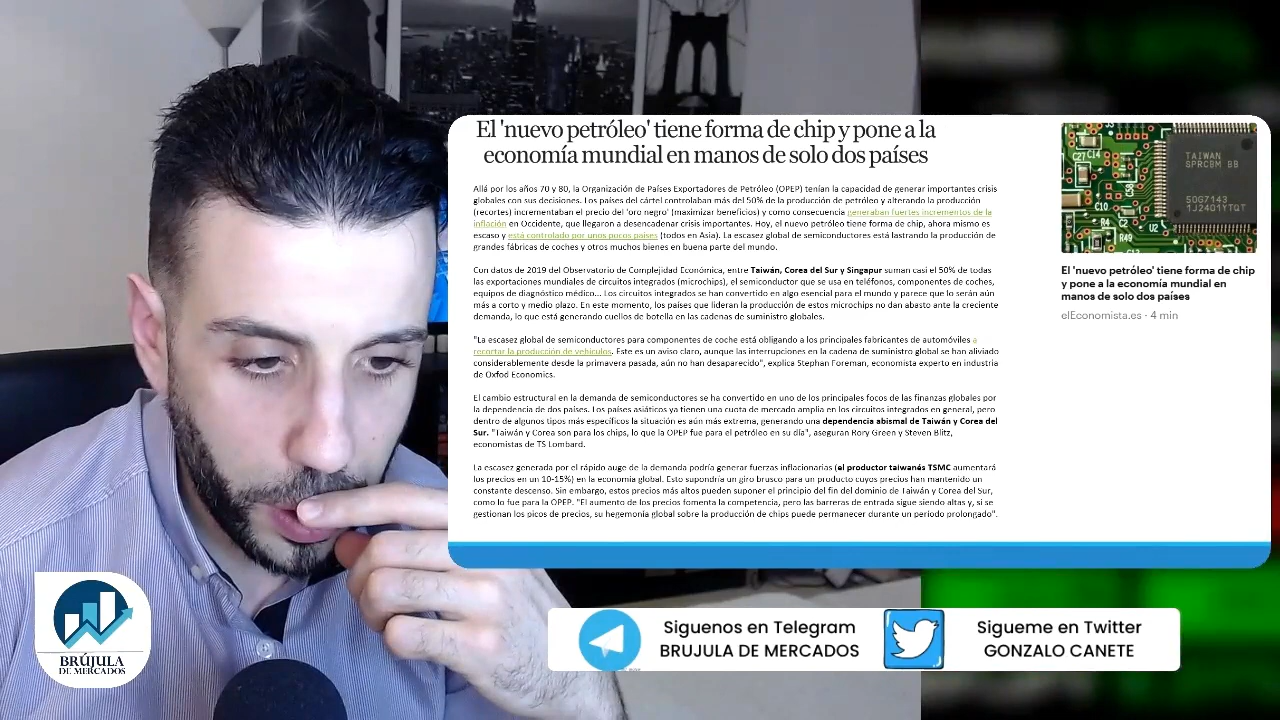 El 'nuevo petróleo' tiene forma de chip y pone a la
economía mundial en manos de solo dos países
Allá por los años 70 y 80, la Organización de Países Exportadores de Petróleo (OPEP) tenían la capacidad de generar importantes crisis
globales con sus decisiones. Los países del cártel controlaban más del 50% de la producción de petróleo y alterando la producción
(recortes) incrementaban el precio del 'oro negro' (maximizar beneficios) y como consecuencia generaban fuertes incrementos de la
inflación en Occidente, que llegaron a desencadenar crisis importantes. Hoy, el nuevo petróleo tiene forma de chip, ahora mismo es
escaso y está controlado por unos pocos países (todos en Asia). La escasez global de semiconductores está lastrando la producción de
grandes fábricas de coches y otros muchos bienes en buena parte del mundo.
Con datos de 2019 del Observatorio de Complejidad Económica, entre Taiwán, Corea del Sur y Singapur suman casi el 50% de todas
las exportaciones mundiales de circuitos integrados (microchips), el semiconductor que se usa en teléfonos, componentes de coches,
equipos de diagnóstico médico... Los circuitos integrados se han convertido en algo esencial para el mundo y parece que lo serán aún
más a corto y medio plazo. En este momento, los países que lideran la producción de estos microchips no dan abasto ante la creciente
demanda, lo que está generando cuellos de botella en las cadenas de suministro globales.
"La escasez global de semiconductores para componentes de coche está obligando a los principales fabricantes de automóviles a
recortar la producción de vehículos. Este es un aviso claro, aunque las interrupciones en la cadena de suministro global se han aliviado
considerablemente desde la primavera pasada, aún no han desaparecido", explica Stephan Foreman, economista experto en industria
de Oxfod Economics.
El cambio estructural en la demanda de semiconductores se ha convertido en uno de los principales focos de las finanzas globales por
la dependencia de dos países. Los países asiáticos ya tienen una cuota de mercado amplia en los circuitos integrados en general, pero
dentro de algunos tipos más específicos la situación es aún más extrema, generando una dependencia abismal de Taiwán y Corea del
Sur. "Taiwán y Corea son para los chips, lo que la OPEP fue para el petróleo en su día", aseguran Rory Green y Steven Blitz,
economistas de TS Lombard.
La escasez generada por el rápido auge de la demanda podría generar fuerzas inflacionarias (el productor taiwanés TSMC aumentará
los precios en un 10-15%) en la economía global. Esto supondría un giro brusco para un producto cuyos precios han mantenido un
constante descenso. Sin embargo, estos precios más altos pueden suponer el principio del fin del dominio de Taiwán y Corea del Sur,
como lo fue para la OPEP. "El aumento de los precios fomenta la competencia, pero las barreras de entrada sigue siendo altas y, si se
gestionan los picos de precios, su hegemonía global sobre la producción de chips puede permanecer durante un periodo prolongado".
C27 C14
TAIWAN
SPRCBM BB
C58
50G7143
1J2401YTQT
C10
C2
R4
U2
R49
El 'nuevo petróleo' tiene forma de chip
y pone a la economía mundial en
manos de solo dos países
elEconomista.es · 4 min
BRÚJULA
DE MERCADOS
Siguenos en Telegram
BRUJULA DE MERCADOS
Sigueme en Twitter
GONZALO CANETE